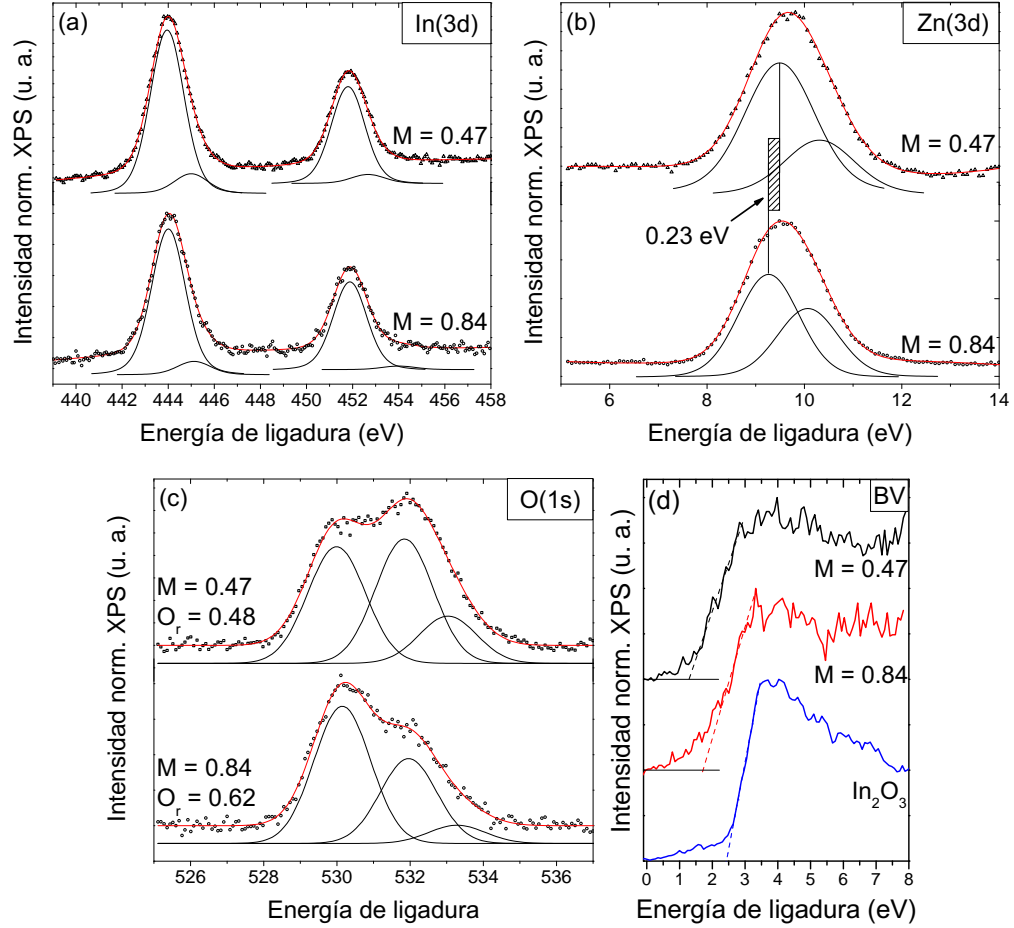 (a)
In(3d)
M = 0.47
M = 0.84
Intensidad norm. XPS (u. a.)
440 442 444 446 448 450 452 454 456 458
Energía de ligadura (eV)
(b)
Zn(3d)
M = 0.47
0.23 eV
M = 0.84
Intensidad norm. XPS (u. a.)
6 8 10 12 14
Energía de ligadura (eV)
(c)
O(1s)
M = 0.47
O_r = 0.48
M = 0.84
O_r = 0.62
Intensidad norm. XPS (u. a.)
526 528 530 532 534 536
Energía de ligadura
(d)
BV
M = 0.47
M = 0.84
In₂O₃
Intensidad norm. XPS (u. a.)
0 1 2 3 4 5 6 7 8
Energía de ligadura (eV)